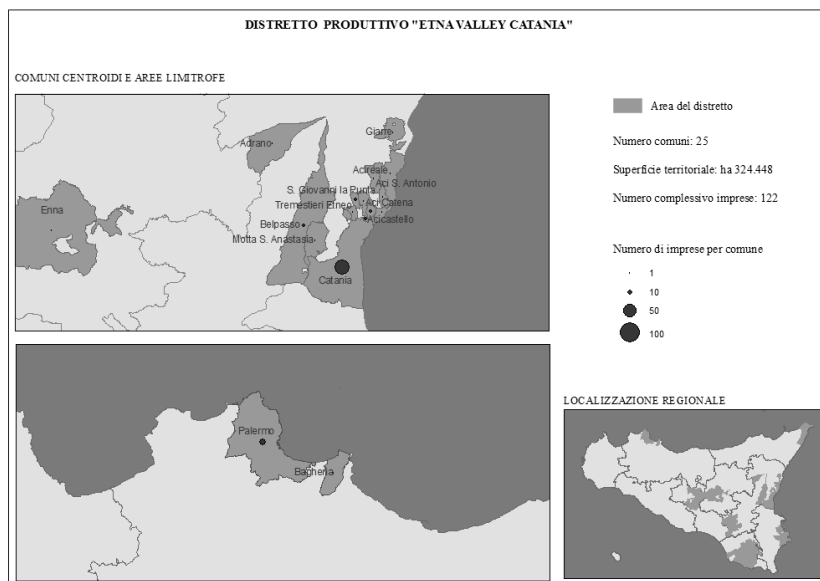 DISTRETTO PRODUTTIVO "ETNA VALLEY CATANIA"
COMUNI CENTROIDI E AREE LIMITROFE
Adrano
Giarre
Acireale
Aci S. Antonio
S. Giovanni la Punta
Tremestieri Etneo
Aci Catena
Enna
Belpasso
Acicastello
Motta S. Anastasia
Catania
Area del distretto
Numero comuni: 25
Superficie territoriale: ha 324.448
Numero complessivo imprese: 122
Numero di imprese per comune
1
10
50
100
Palermo
Bagheria
LOCALIZZAZIONE REGIONALE